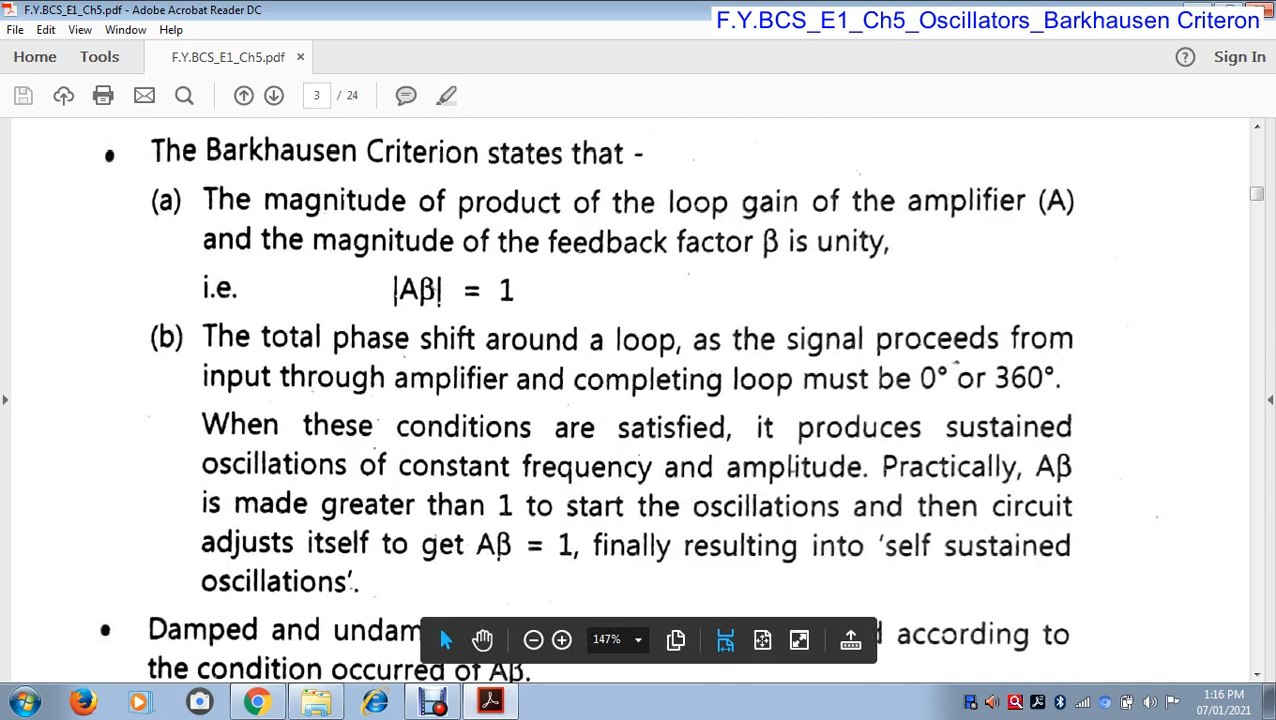 F.Y.BCS_E1_Ch5.pdf - Adobe Acrobat Reader DC
F.Y.BCS_E1_Ch5_Oscillators_Barkhausen Criteron
File Edit View Window Help
Home Tools F.Y.BCS_E1_Ch5.pdf × Sign In
3 / 24
• The Barkhausen Criterion states that -
(a) The magnitude of product of the loop gain of the amplifier (A)
and the magnitude of the feedback factor β is unity,
i.e. |Aβ| = 1
(b) The total phase shift around a loop, as the signal proceeds from
input through amplifier and completing loop must be 0° or 360°.
When these conditions are satisfied, it produces sustained
oscillations of constant frequency and amplitude. Practically, Aβ
is made greater than 1 to start the oscillations and then circuit
adjusts itself to get Aβ = 1, finally resulting into 'self sustained
oscillations'.
• Damped and undam
according to
147%
the condition occurred of Aβ.
1:16 PM
07/01/2021